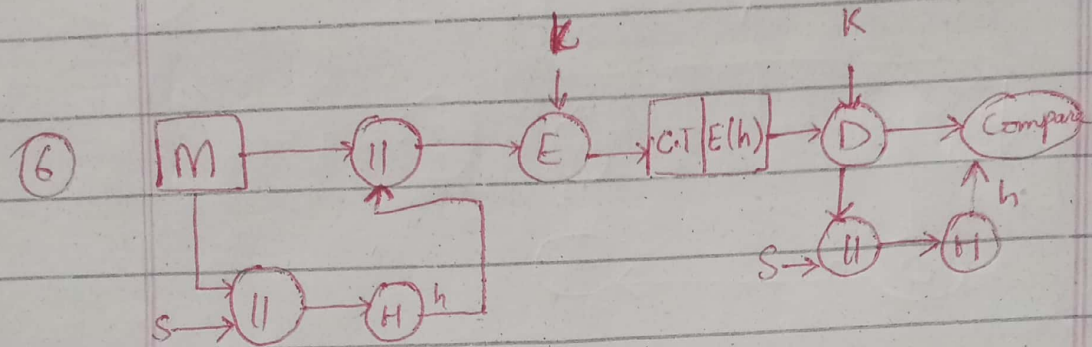 K K
6 M || E C.T E(h) D Compare
h
S || H h S || H